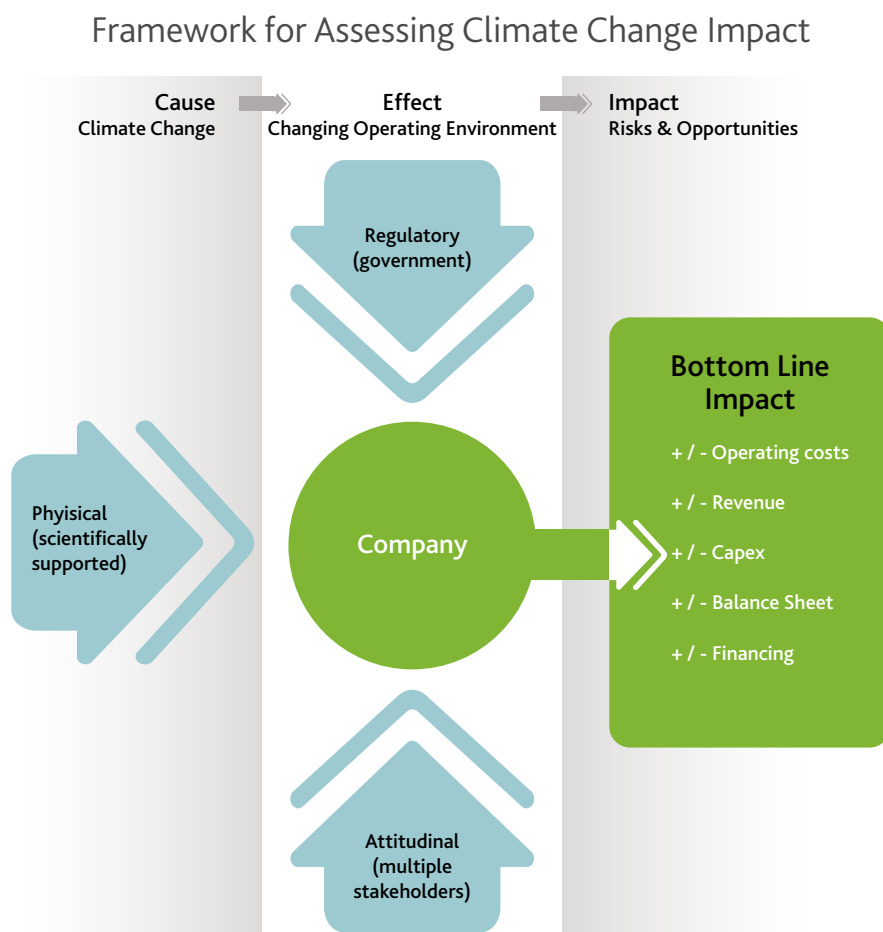 Framework for Assessing Climate Change Impact
Cause
Climate Change
Effect
Changing Operating Environment
Impact
Risks & Opportunities
Regulatory
(government)
Phyisical
(scientifically
supported)
Company
Attitudinal
(multiple
stakeholders)
Bottom Line
Impact
+ / - Operating costs
+ / - Revenue
+ / - Capex
+ / - Balance Sheet
+ / - Financing